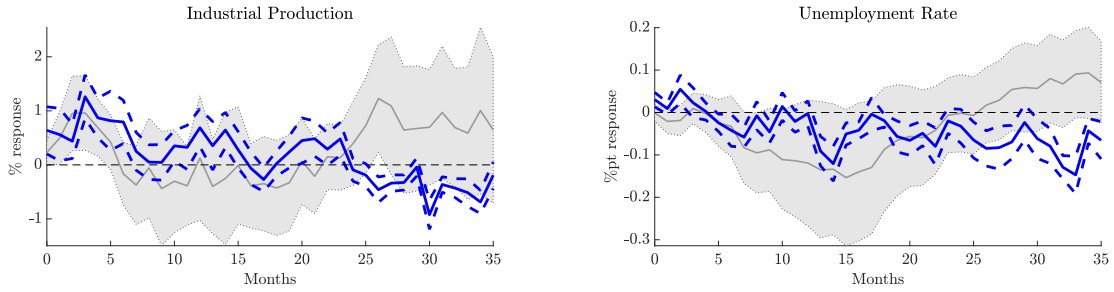 Industrial Production
% response
2
1
0
-1
0 5 10 15 20 25 30 35
Months
Unemployment Rate
%pt response
0.2
0.1
0
-0.1
-0.2
-0.3
0 5 10 15 20 25 30 35
Months